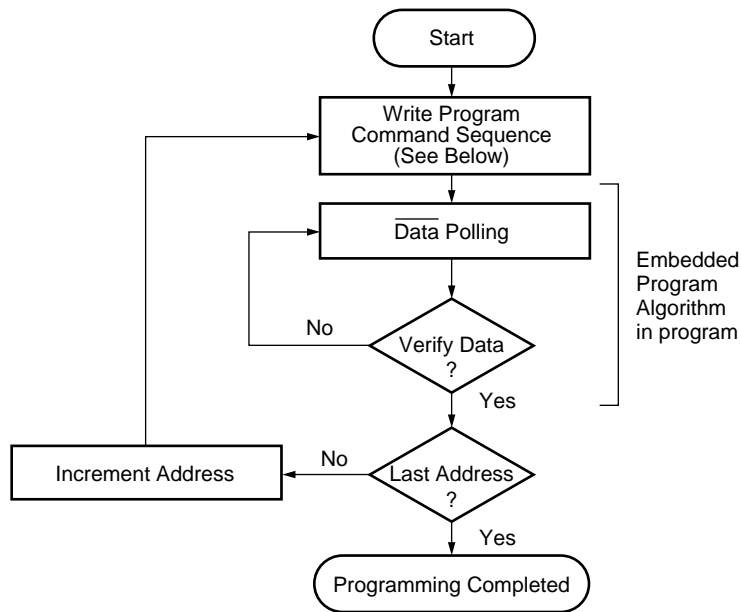 Start
Write Program
Command Sequence
(See Below)
Data Polling
Embedded
Program
Algorithm
in program
No
Verify Data
?
Yes
Increment Address
No
Last Address
?
Yes
Programming Completed